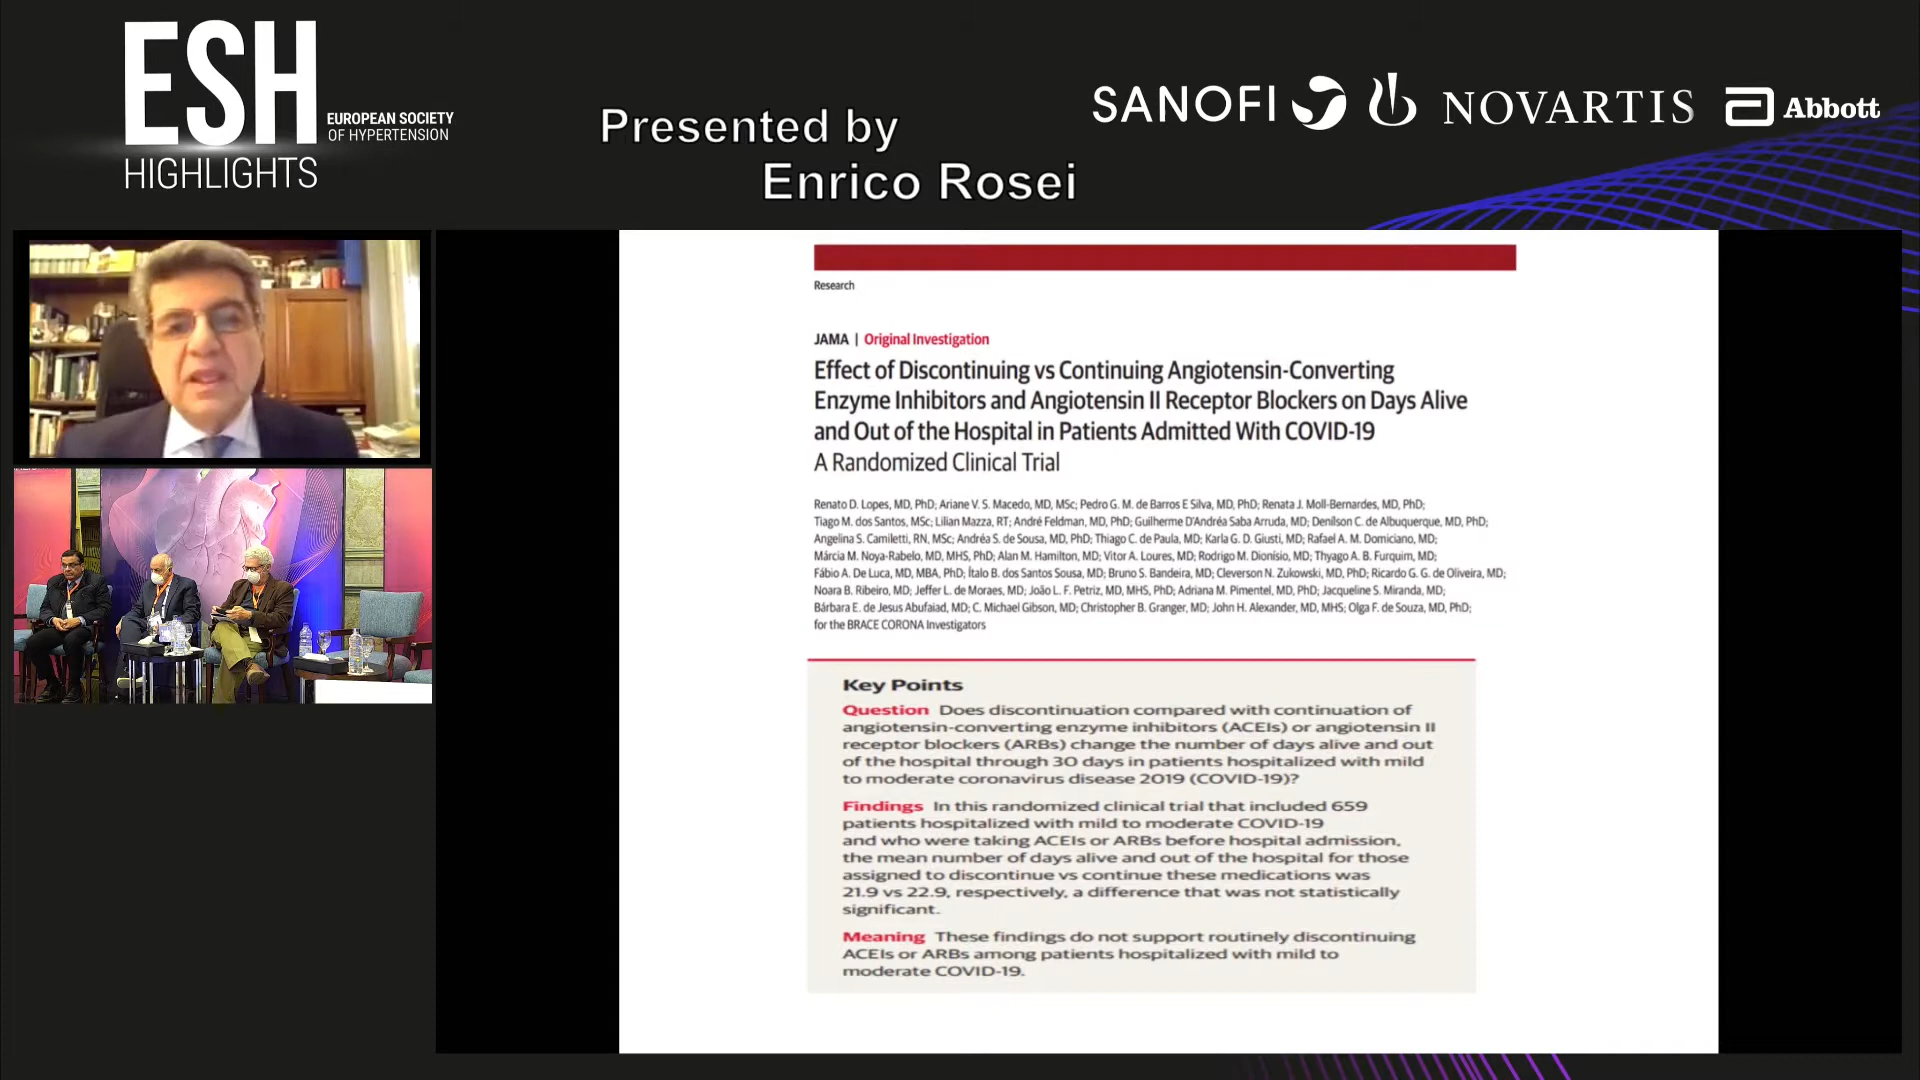 ESH
EUROPEAN SOCIETY
OF HYPERTENSION
HIGHLIGHTS
Presented by
Enrico Rosei
SANOFI
NOVARTIS
Abbott
Research
JAMA | Original Investigation
Effect of Discontinuing vs Continuing Angiotensin-Converting
Enzyme Inhibitors and Angiotensin II Receptor Blockers on Days Alive
and Out of the Hospital in Patients Admitted With COVID-19
A Randomized Clinical Trial
Renato D. Lopes, MD, PhD; Ariane V. S. Macedo, MD, MSc; Pedro G. M. de Barros E Silva, MD, PhD; Renata J. Moll-Bernardes, MD, PhD;
Tiago M. dos Santos, MSc; Lilian Mazza, RT; André Feldman, MD, PhD; Guilherme D'Andréa Saba Arruda, MD; Denílson C. de Albuquerque, MD, PhD;
Angelina S. Camiletti, RN, MSc; Andréa S. de Sousa, MD, PhD; Thiago C. de Paula, MD; Karla G. D. Giusti, MD; Rafael A. M. Domiciano, MD;
Márcia M. Noya-Rabelo, MD, MHS, PhD; Alan M. Hamilton, MD; Vitor A. Loures, MD; Rodrigo M. Dionísio, MD; Thyago A. B. Furquim, MD;
Fábio A. De Luca, MD, MBA, PhD; Ítalo B. dos Santos Sousa, MD; Bruno S. Bandeira, MD; Cleverson N. Zukowski, MD, PhD; Ricardo G. G. de Oliveira, MD;
Noara B. Ribeiro, MD; Jeffer L. de Moraes, MD; João L. F. Petriz, MD, MHS, PhD; Adriana M. Pimentel, MD, PhD; Jacqueline S. Miranda, MD;
Bárbara E. de Jesus Abufaiad, MD; C. Michael Gibson, MD; Christopher B. Granger, MD; John H. Alexander, MD, MHS; Olga F. de Souza, MD, PhD;
for the BRACE CORONA Investigators
Key Points
Question Does discontinuation compared with continuation of
angiotensin-converting enzyme inhibitors (ACEIs) or angiotensin II
receptor blockers (ARBs) change the number of days alive and out
of the hospital through 30 days in patients hospitalized with mild
to moderate coronavirus disease 2019 (COVID-19)?
Findings In this randomized clinical trial that included 659
patients hospitalized with mild to moderate COVID-19
and who were taking ACEIs or ARBs before hospital admission,
the mean number of days alive and out of the hospital for those
assigned to discontinue vs continue these medications was
21.9 vs 22.9, respectively, a difference that was not statistically
significant.
Meaning These findings do not support routinely discontinuing
ACEIs or ARBs among patients hospitalized with mild to
moderate COVID-19.